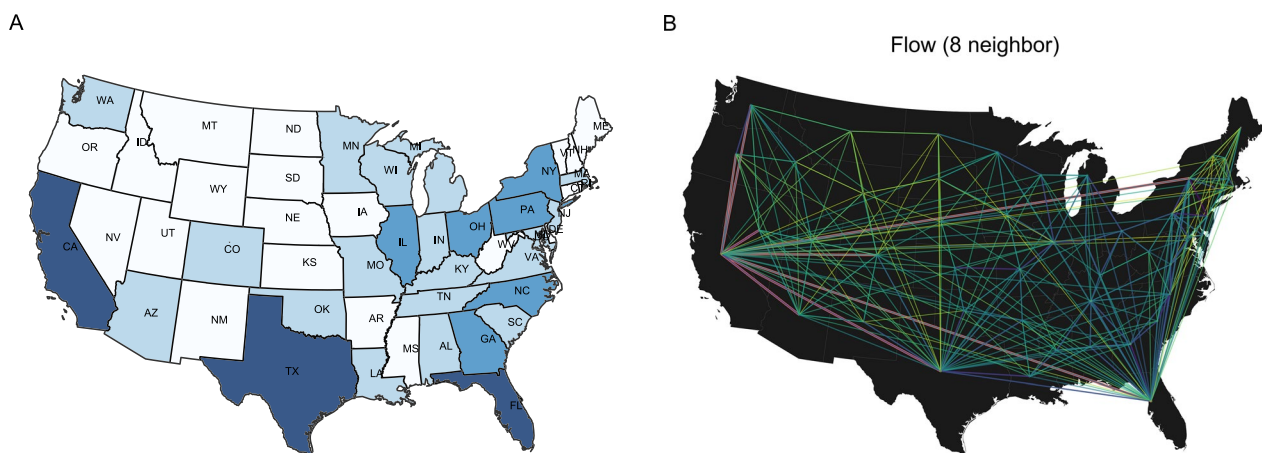 A
B
Flow (8 neighbor)
WA
MT
ND
MN
MI
ME
OR
ID
SD
WI
VT
NH
NY
MA
WY
IA
PA
CT
NE
NJ
NV
UT
CO
IL
IN
OH
DE
CA
KS
MO
WV
VA
KY
AZ
NM
OK
TN
NC
AR
SC
TX
MS
AL
GA
LA
FL